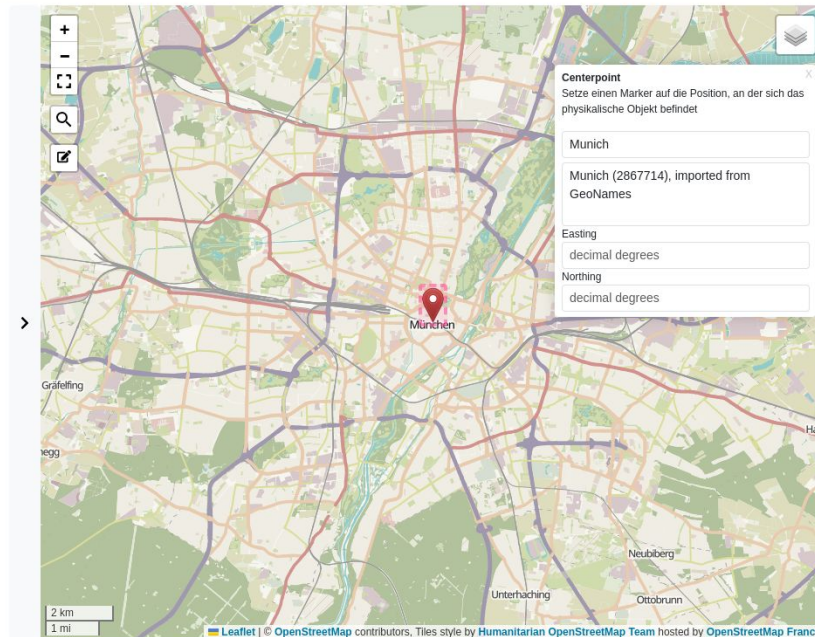 +
−
Centerpoint
X
Setze einen Marker auf die Position, an der sich das
physikalische Objekt befindet
Munich
Munich (2867714), imported from
GeoNames
Easting
decimal degrees
Northing
decimal degrees
München
Gräfelfing
egg
Ha
Neubiberg
Unterhaching
Ottobrunn
2 km
1 mi
Leaflet | © OpenStreetMap contributors, Tiles style by Humanitarian OpenStreetMap Team hosted by OpenStreetMap Franc